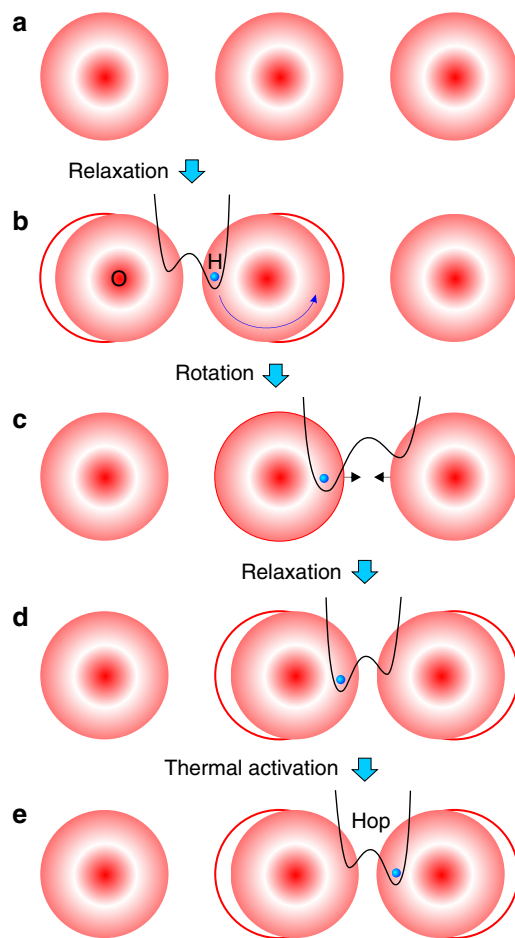 a
Relaxation
b
O
H
Rotation
c
Relaxation
d
Thermal activation
e
Hop